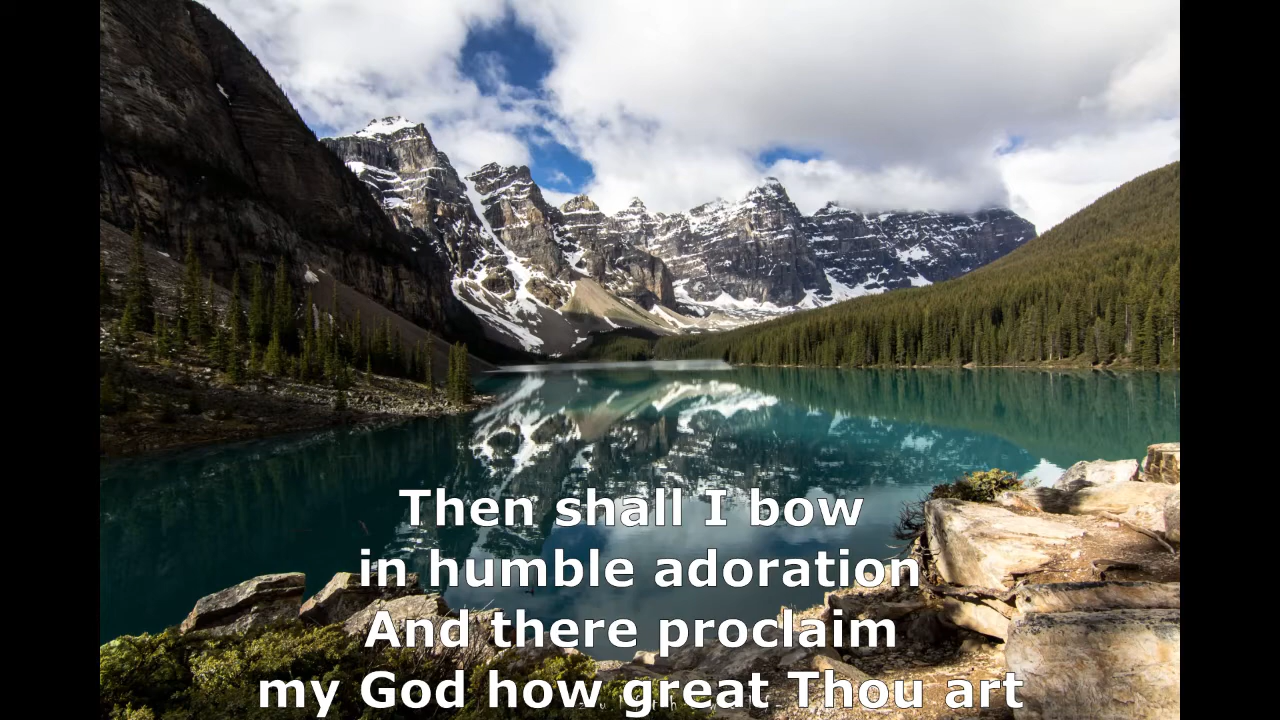 Then shall I bow
in humble adoration
And there proclaim
my God how great Thou art